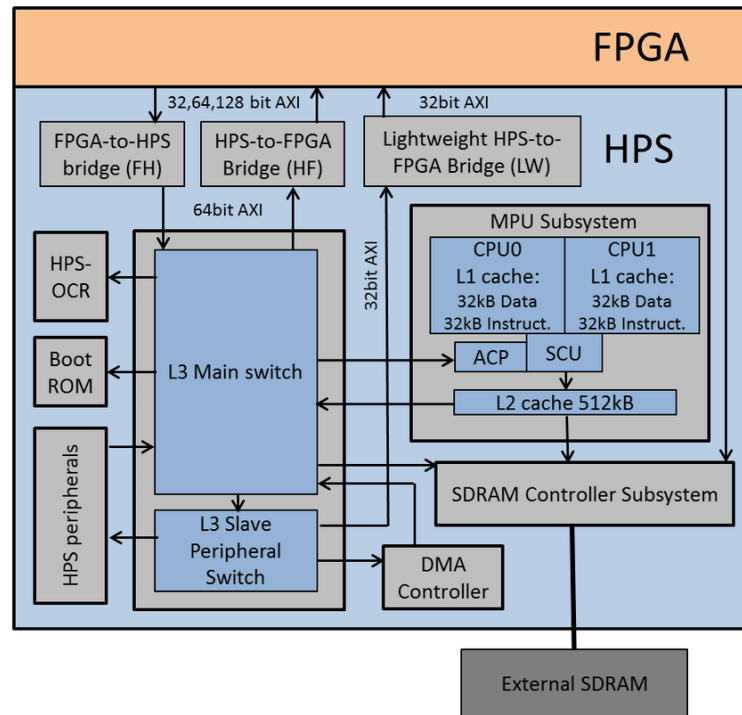 FPGA
32,64,128 bit AXI
32bit AXI
FPGA-to-HPS
bridge (FH)
HPS-to-FPGA
Bridge (HF)
Lightweight HPS-to-
FPGA Bridge (LW)
HPS
64bit AXI
32bit AXI
MPU Subsystem
CPU0
L1 cache:
32kB Data
32kB Instruct.
CPU1
L1 cache:
32kB Data
32kB Instruct.
HPS-
OCR
Boot
ROM
L3 Main switch
ACP
SCU
L2 cache 512kB
HPS peripherals
SDRAM Controller Subsystem
L3 Slave
Peripheral
Switch
DMA
Controller
External SDRAM